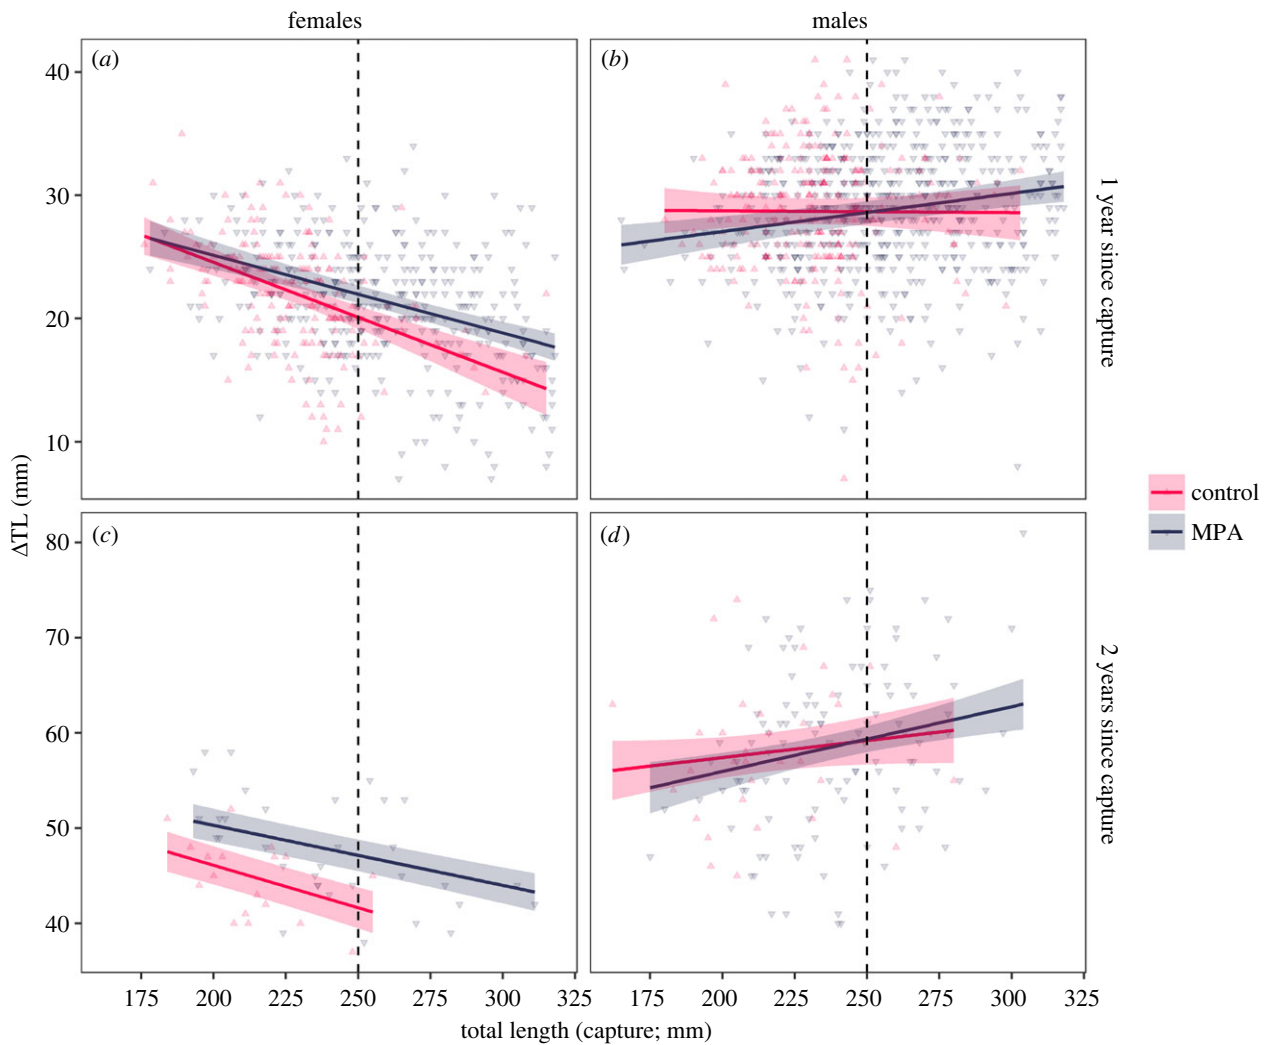 females
males
(a)
(b)
40
30
20
10
1 year since capture
ΔTL (mm)
control
MPA
(c)
(d)
80
70
60
50
40
2 years since capture
175 200 225 250 275 300 325
175 200 225 250 275 300 325
total length (capture; mm)